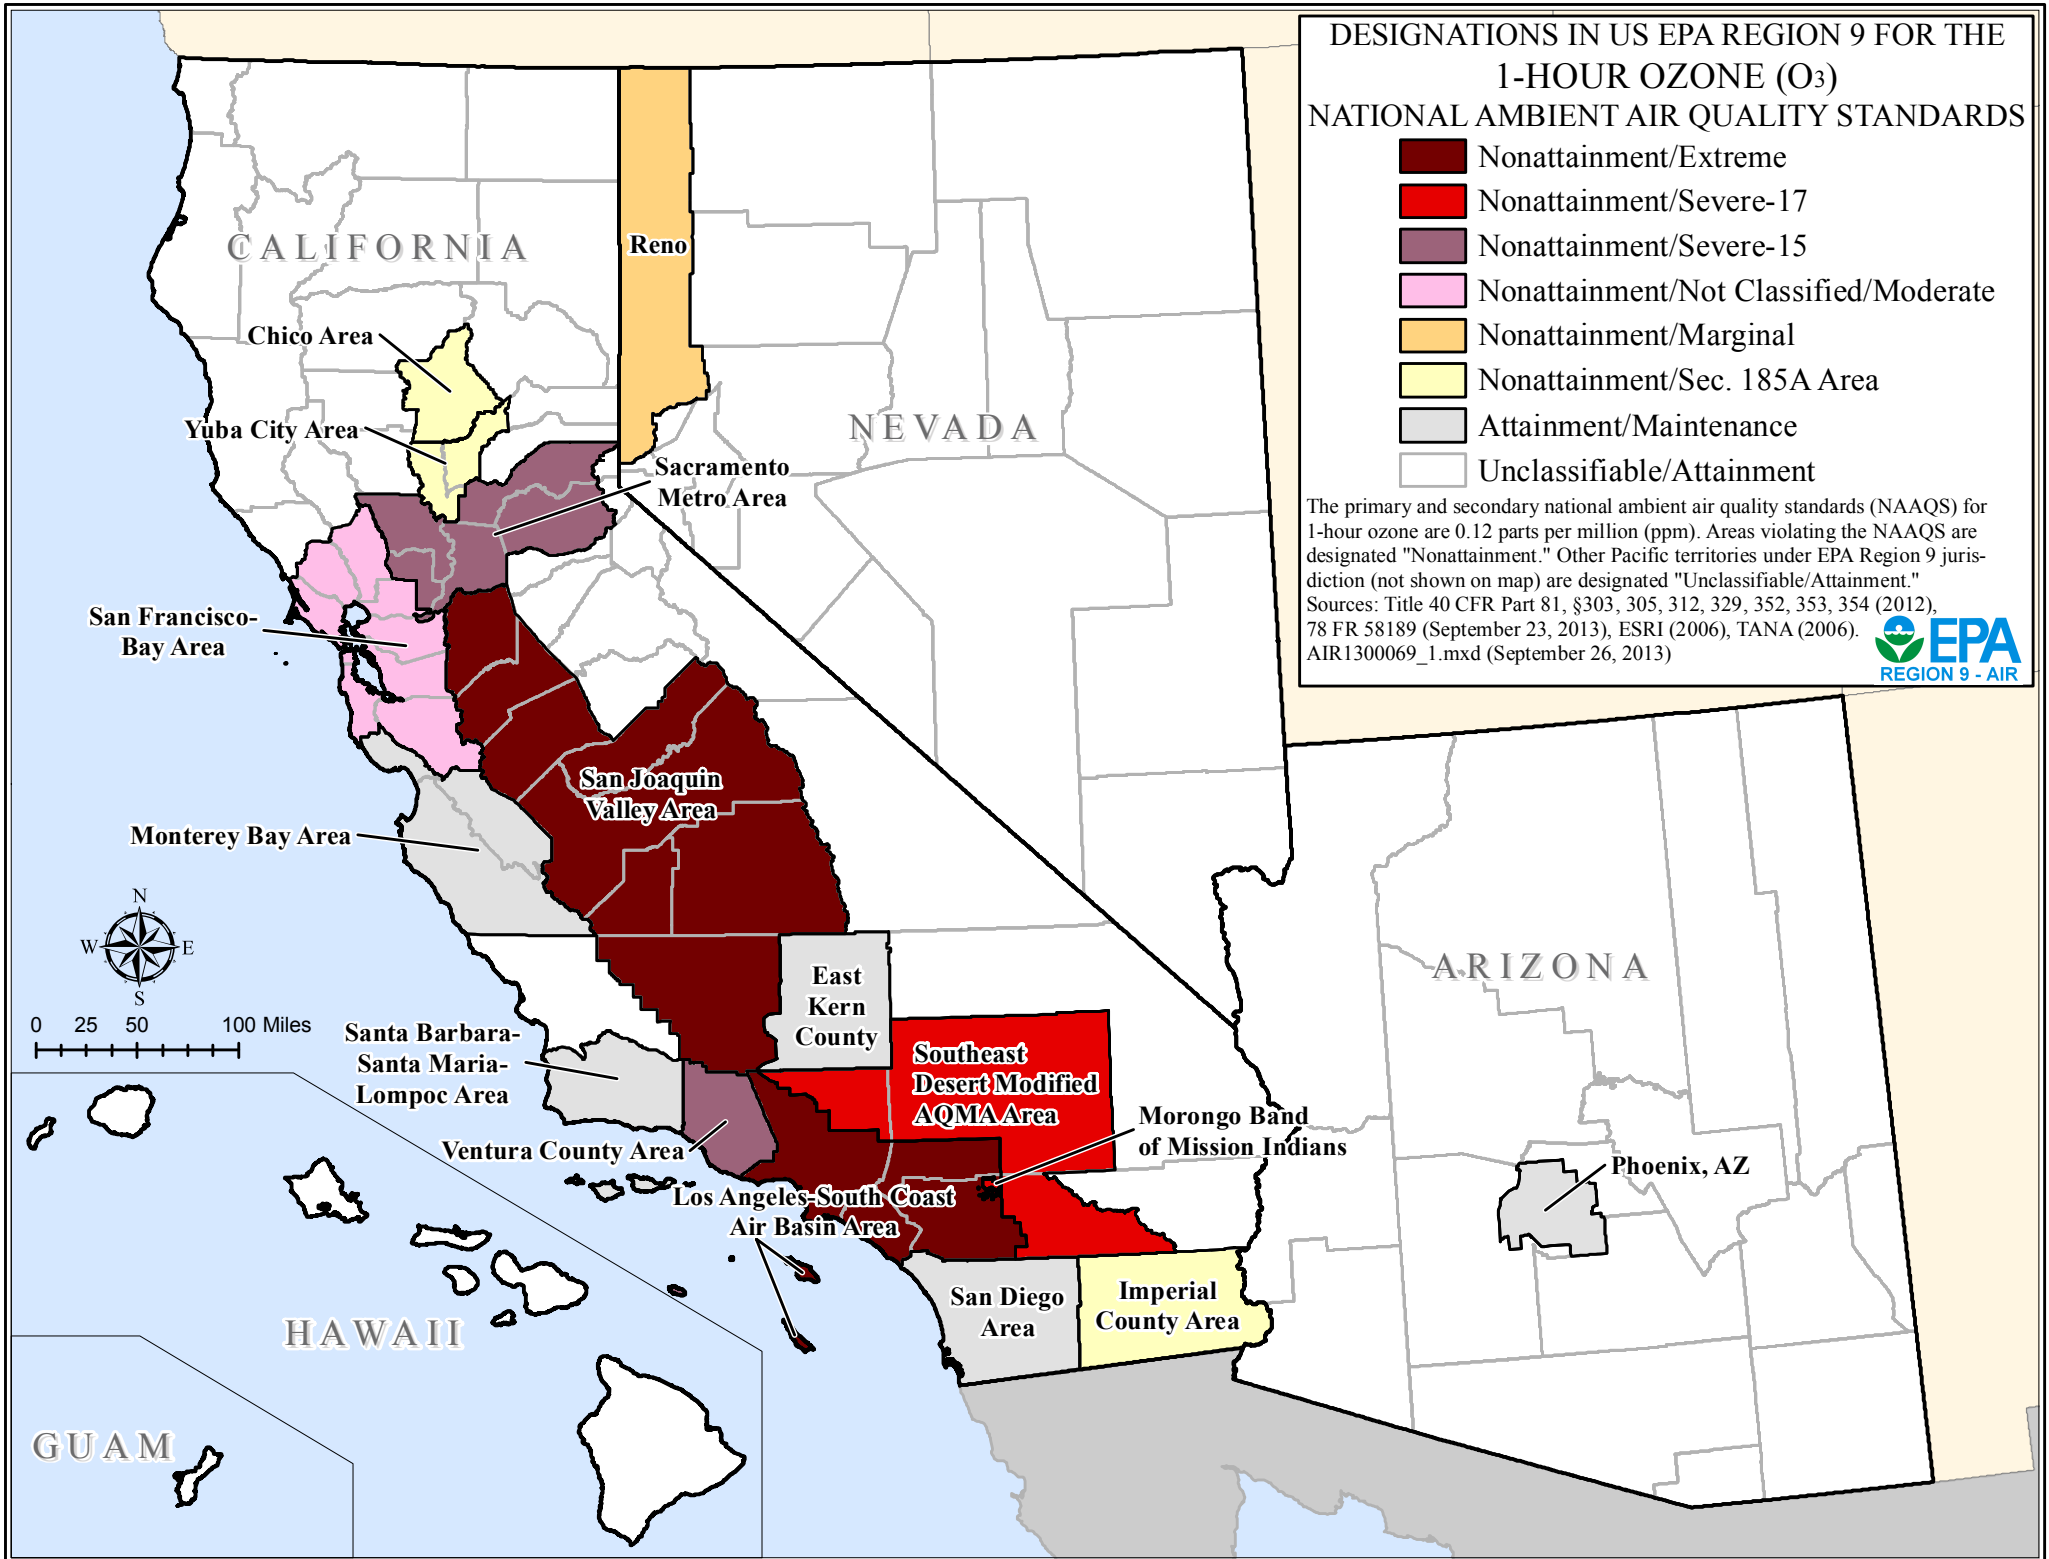 DESIGNATIONS IN US EPA REGION 9 FOR THE
1-HOUR OZONE (O3)
NATIONAL AMBIENT AIR QUALITY STANDARDS
Nonattainment/Extreme
Nonattainment/Severe-17
Nonattainment/Severe-15
Nonattainment/Not Classified/Moderate
Nonattainment/Marginal
Nonattainment/Sec. 185A Area
Attainment/Maintenance
Unclassifiable/Attainment
The primary and secondary national ambient air quality standards (NAAQS) for
1-hour ozone are 0.12 parts per million (ppm). Areas violating the NAAQS are
designated "Nonattainment." Other Pacific territories under EPA Region 9 juris-
diction (not shown on map) are designated "Unclassifiable/Attainment."
Sources: Title 40 CFR Part 81, §303, 305, 312, 329, 352, 353, 354 (2012),
78 FR 58189 (September 23, 2013), ESRI (2006), TANA (2006).
AIR1300069_1.mxd (September 26, 2013)
EPA
REGION 9 - AIR
CALIFORNIA
Reno
Chico Area
Yuba City Area
NEVADA
Sacramento
Metro Area
San Francisco-
Bay Area
San Joaquin
Valley Area
Monterey Bay Area
N
W
E
S
0 25 50 100 Miles
East
Kern
County
ARIZONA
Santa Barbara-
Santa Maria-
Lompoc Area
Southeast
Desert Modified
AQMA Area
Morongo Band
of Mission Indians
Ventura County Area
Phoenix, AZ
Los Angeles-South Coast
Air Basin Area
San Diego
Area
Imperial
County Area
HAWAII
GUAM